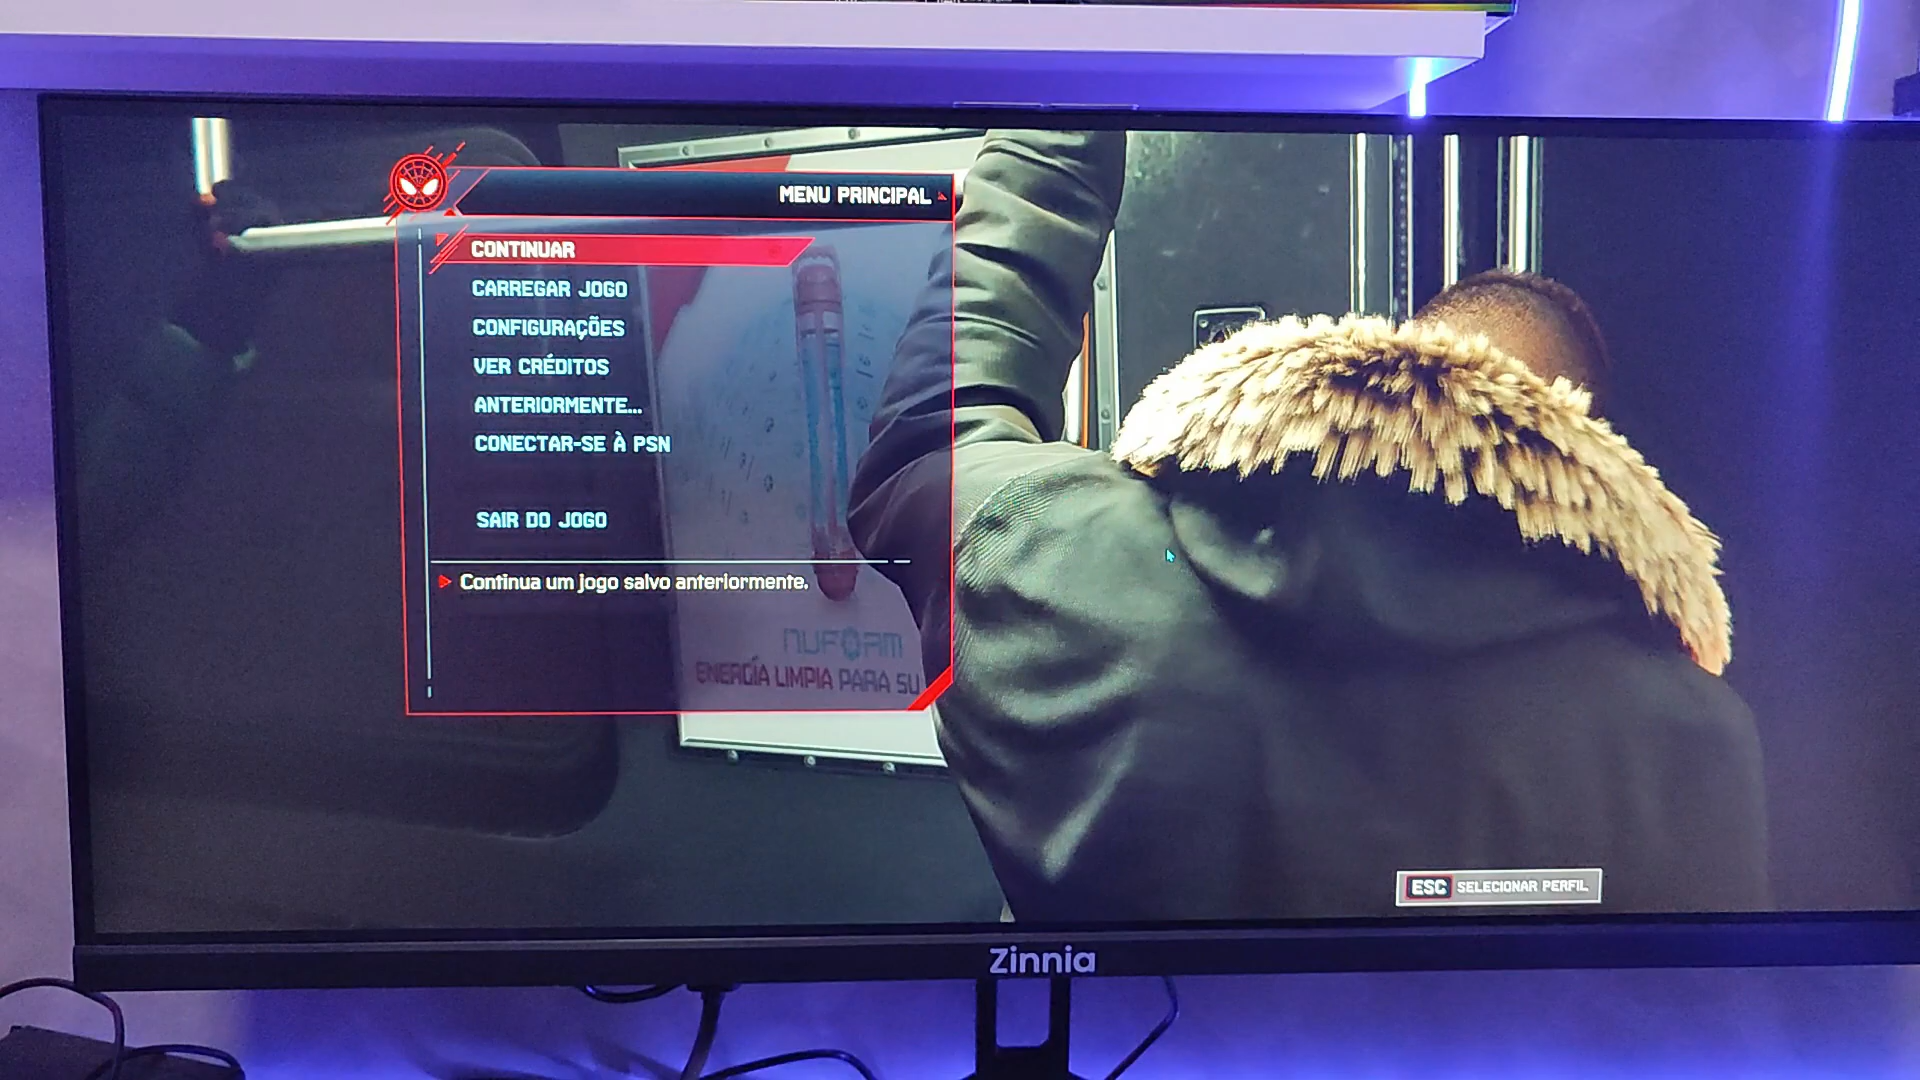 MENU PRINCIPAL
CONTINUAR
CARREGAR JOGO
CONFIGURAÇÕES
VER CRÉDITOS
ANTERIORMENTE...
CONECTAR-SE À PSN
SAIR DO JOGO
Continua um jogo salvo anteriormente.
NUFORM
ENERGÍA LIMPIA PARA SU
ESC SELECIONAR PERFIL
Zinnia